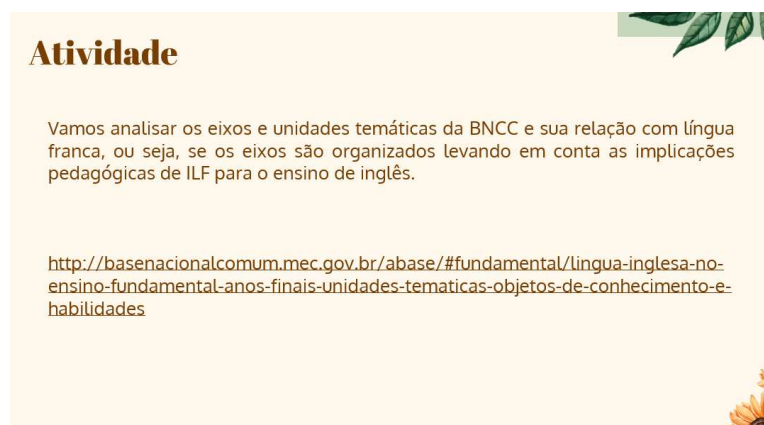 Atividade
Vamos analisar os eixos e unidades temáticas da BNCC e sua relação com língua
franca, ou seja, se os eixos são organizados levando em conta as implicações
pedagógicas de ILF para o ensino de inglês.
http://basenacionalcomum.mec.gov.br/abase/#fundamental/lingua-inglesa-no-
ensino-fundamental-anos-finais-unidades-tematicas-objetos-de-conhecimento-e-
habilidades